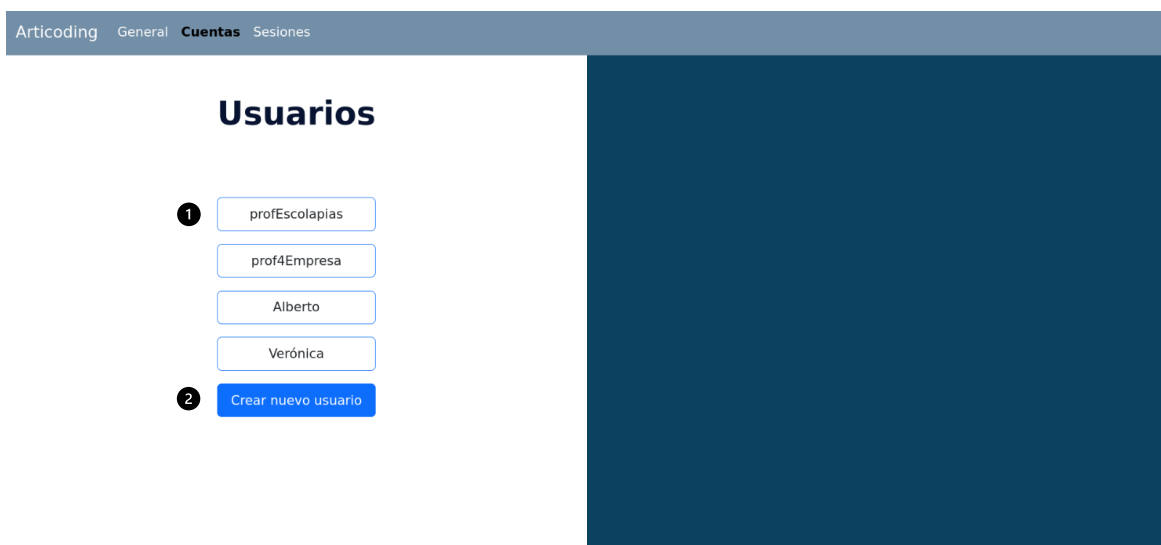 Articoding General Cuentas Sesiones
Usuarios
1 profEscolapias
prof4Empresa
Alberto
Verónica
2 Crear nuevo usuario